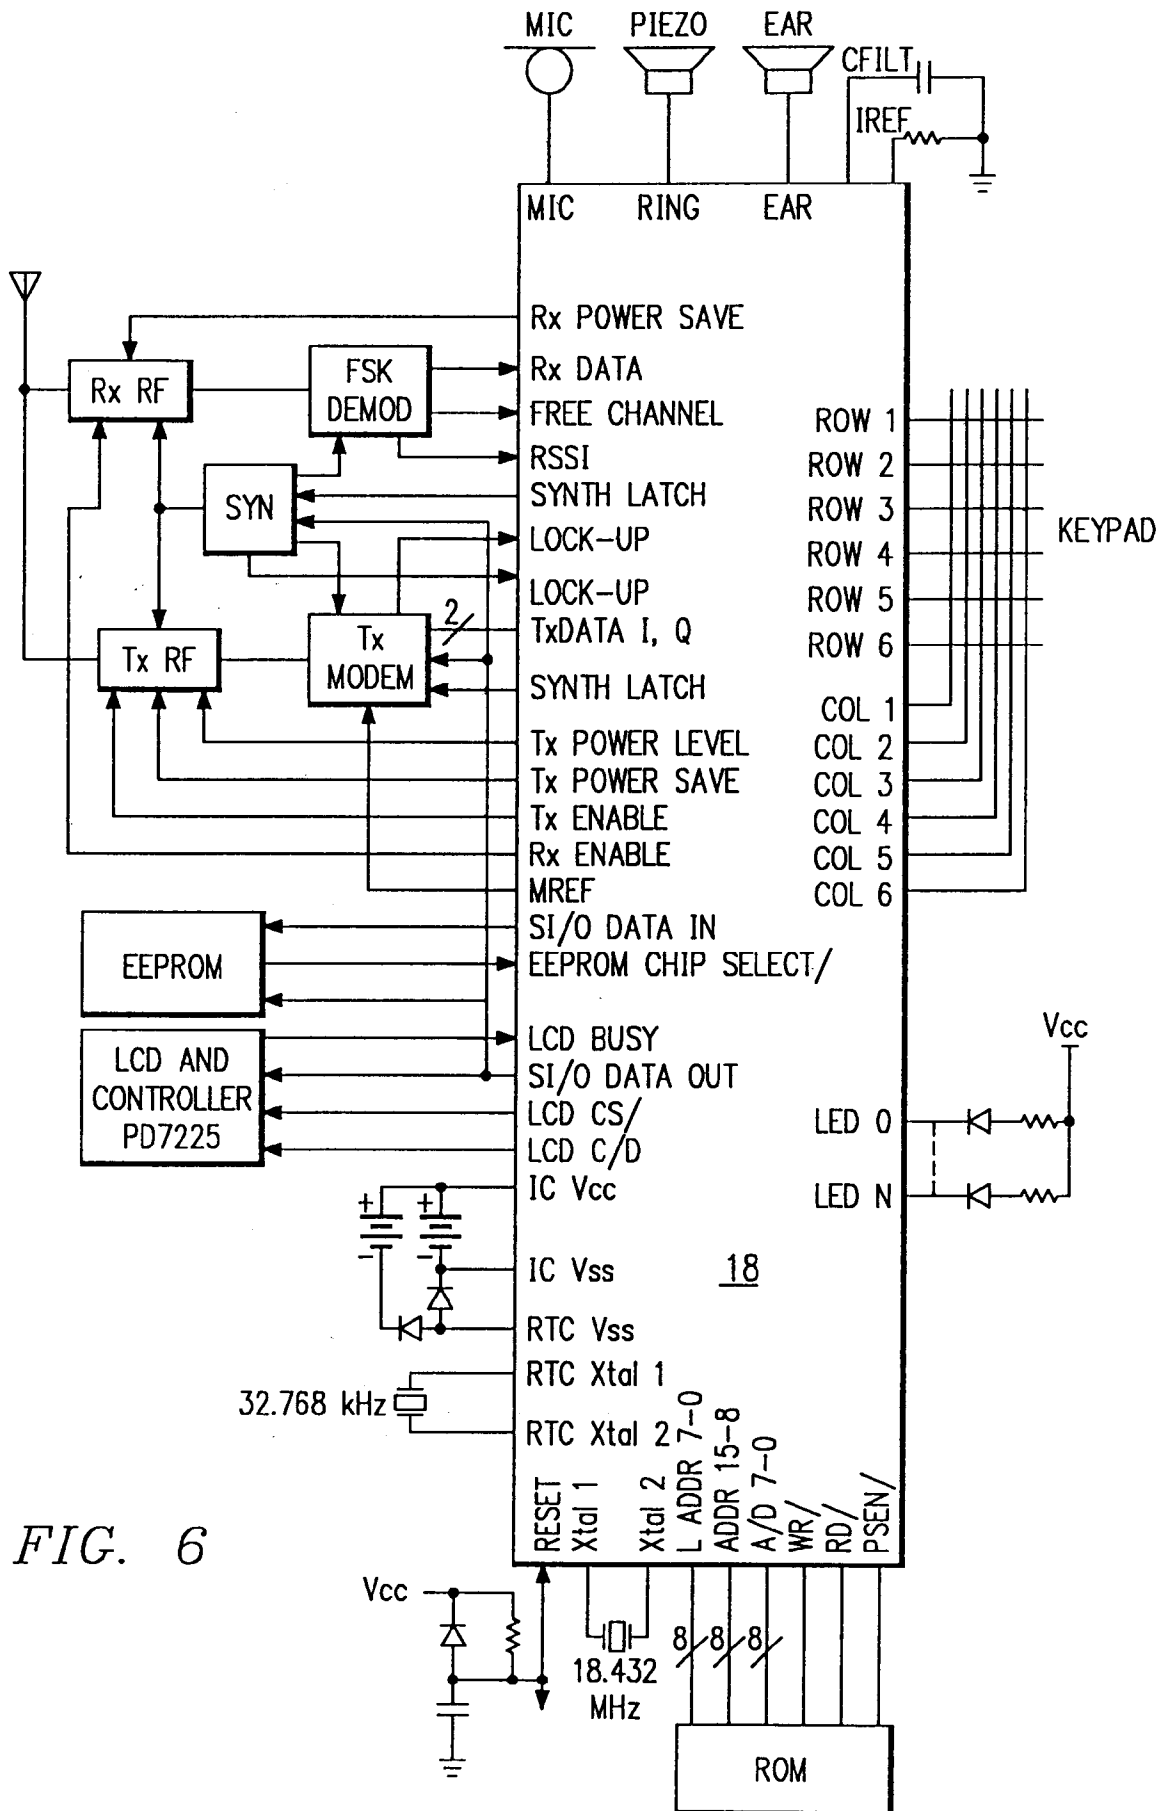 MIC
PIEZO
EAR
CFILT
IREF
MIC
RING
EAR
Rx POWER SAVE
Rx RF
FSK
DEMOD
Rx DATA
FREE CHANNEL
RSSI
SYN
SYNTH LATCH
LOCK-UP
LOCK-UP
2
TxDATA I, Q
Tx RF
Tx
MODEM
SYNTH LATCH
Tx POWER LEVEL
Tx POWER SAVE
Tx ENABLE
Rx ENABLE
MREF
ROW 1
ROW 2
ROW 3
ROW 4
ROW 5
ROW 6
KEYPAD
COL 1
COL 2
COL 3
COL 4
COL 5
COL 6
EEPROM
SI/O DATA IN
EEPROM CHIP SELECT/
LCD AND
CONTROLLER
PD7225
LCD BUSY
SI/O DATA OUT
LCD CS/
LCD C/D
Vcc
LED 0
LED N
+
+
-
-
IC Vcc
IC Vss
18
RTC Vss
32.768 kHz
RTC Xtal 1
RTC Xtal 2
RESET
Xtal 1
Xtal 2
L ADDR 7-0
ADDR 15-8
A/D 7-0
WR/
RD/
PSEN/
FIG. 6
Vcc
18.432
MHz
8
8
8
ROM